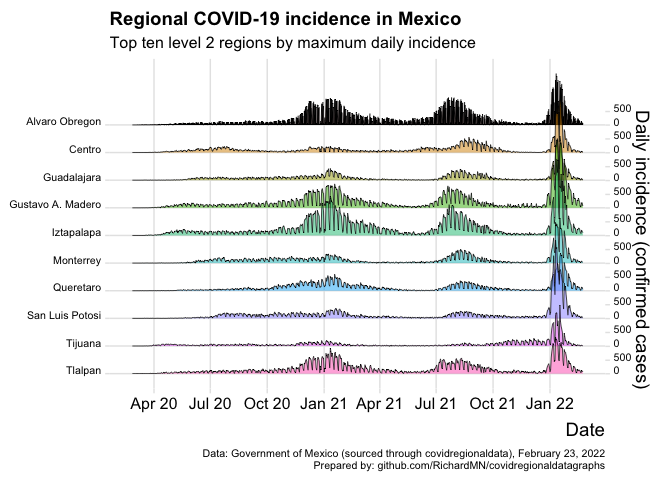 Regional COVID-19 incidence in Mexico
Top ten level 2 regions by maximum daily incidence
Alvaro Obregon
Centro
Guadalajara
Gustavo A. Madero
Iztapalapa
Monterrey
Queretaro
San Luis Potosi
Tijuana
Tlalpan
500
0
500
0
500
0
500
0
500
0
500
0
500
0
500
0
500
0
500
0
Daily incidence (confirmed cases)
Apr 20 Jul 20 Oct 20 Jan 21 Apr 21 Jul 21 Oct 21 Jan 22
Date
Data: Government of Mexico (sourced through covidregionaldata), February 23, 2022
Prepared by: github.com/RichardMN/covidregionaldatagraphs